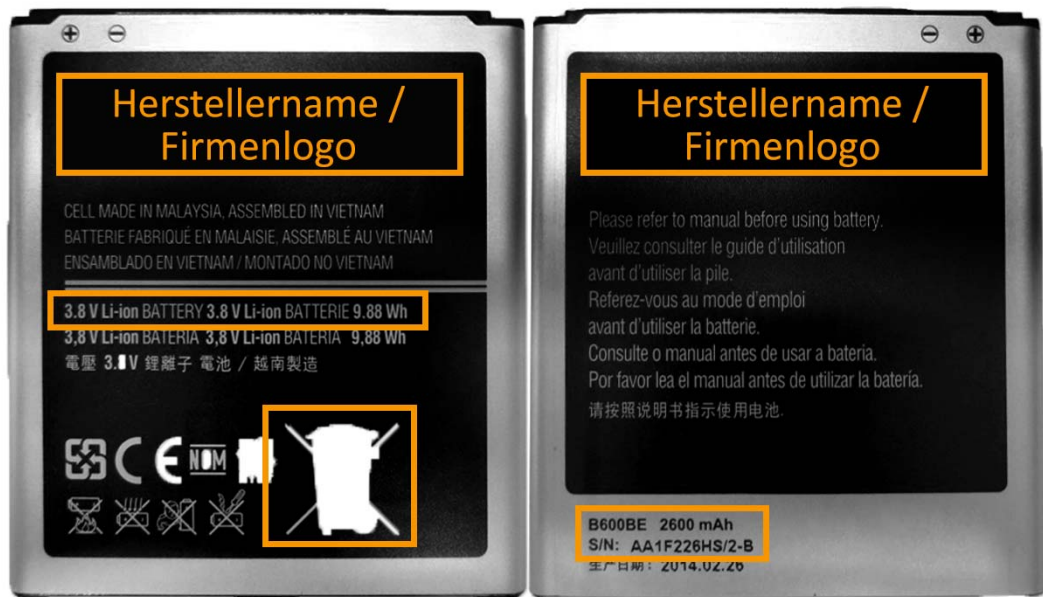 Herstellername /
Firmenlogo
CELL MADE IN MALAYSIA, ASSEMBLED IN VIETNAM
BATTERIE FABRIQUÉ EN MALAISIE, ASSEMBLÉ AU VIETNAM
ENSAMBLADO EN VIETNAM / MONTADO NO VIETNAM
3.8 V Li-ion BATTERY 3.8 V Li-ion BATTERIE 9.88 Wh
3,8 V Li-ion BATERIA 3,8 V Li-ion BATERÍA 9,88 Wh
電壓 3. V 鋰離子 電池 / 越南製造
CE NOM
Herstellername /
Firmenlogo
Please refer to manual before using battery.
Veuillez consulter le guide d'utilisation
avant d'utiliser la pile.
Referez-vous au mode d'emploi
avant d'utiliser la batterie.
Consulte o manual antes de usar a bateria.
Por favor lea el manual antes de utilizar la batería.
请按照说明书指示使用电池.
B600BE 2600 mAh
S/N: AA1F226HS/2-B
生产日期: 2014.02.26